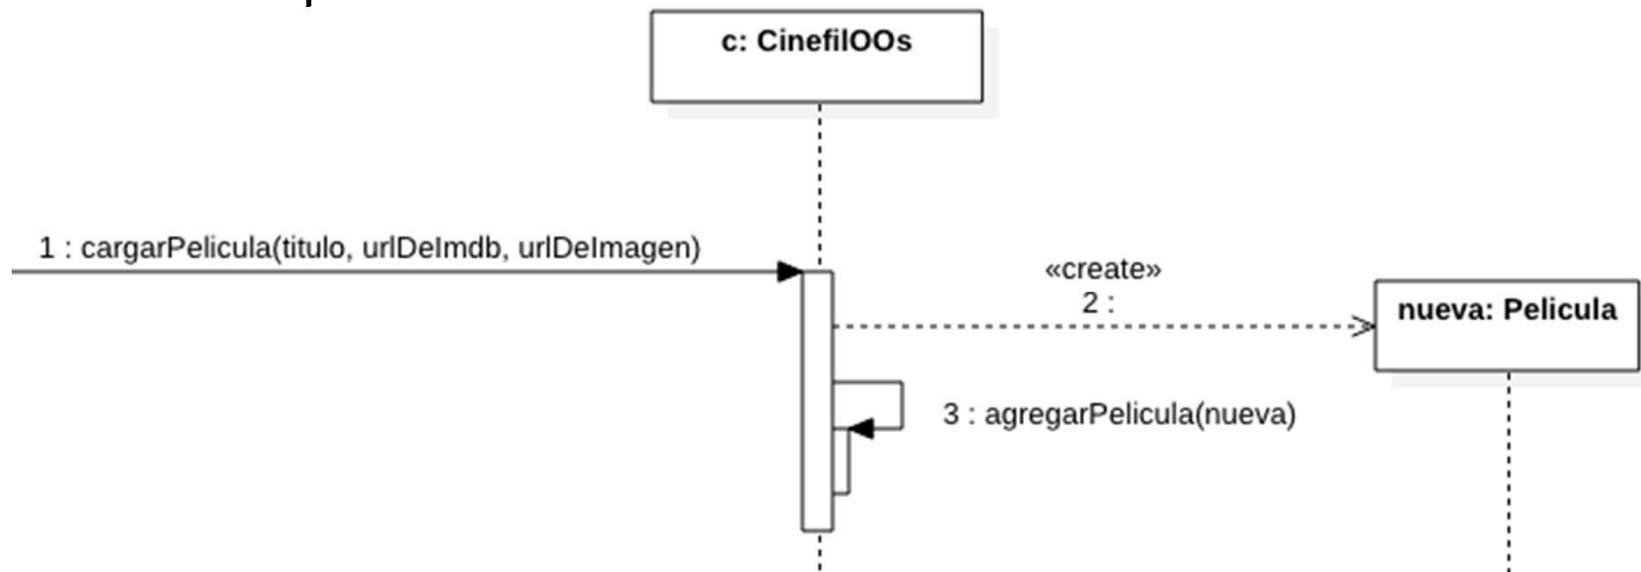 c: CinefilOOs
1 : cargarPelicula(titulo, urlDeImdb, urlDeImagen)
«create»
2 :
nueva: Pelicula
3 : agregarPelicula(nueva)